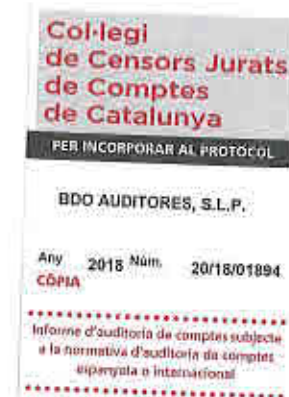 Col·legi
de Censors Jurats
de Comptes
de Catalunya
PER INCORPORAR AL PROTOCOL
BDO AUDITORES, S.L.P.
Any 2018 Núm. 20/18/01894
CÒPIA
Informe d'auditoria de comptes subjecte
a la normativa d'auditoria de comptes
espanyola o internacional